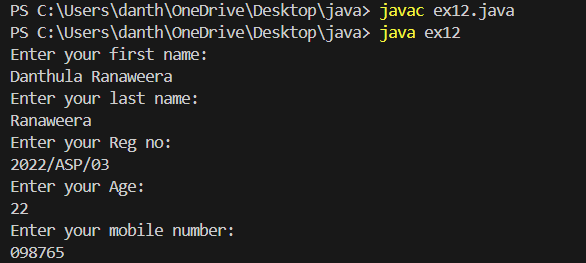 PS C:\Users\danth\OneDrive\Desktop\java> javac ex12.java
PS C:\Users\danth\OneDrive\Desktop\java> java ex12
Enter your first name:
Danthula Ranaweera
Enter your last name:
Ranaweera
Enter your Reg no:
2022/ASP/03
Enter your Age:
22
Enter your mobile number:
098765